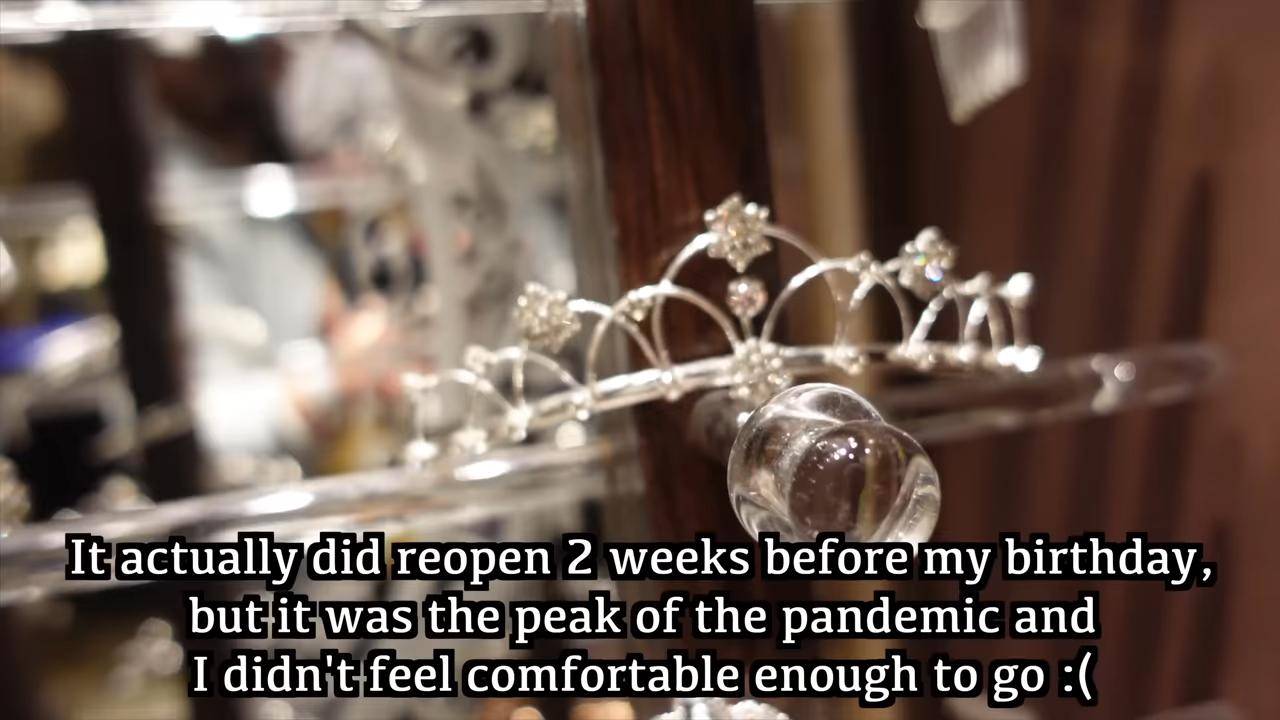 It actually did reopen 2 weeks before my birthday,
but it was the peak of the pandemic and
I didn't feel comfortable enough to go :(